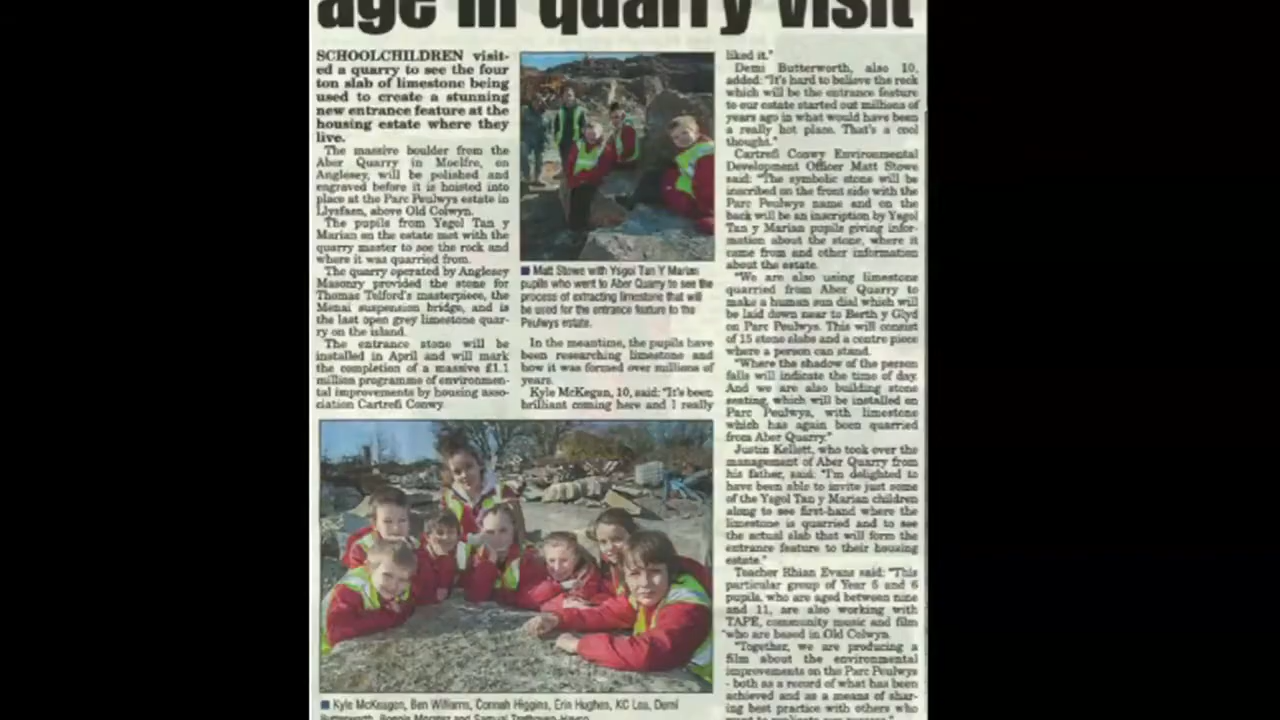 age in quarry visit
SCHOOLCHILDREN visit-
ed a quarry to see the four
ton slab of limestone being
used to create a stunning
new entrance feature at the
housing estate where they
live.
The massive boulder from the
Aber Quarry in Moelfre, on
Anglesey, will be polished and
engraved before it is hoisted into
place at the Parc Peulwys estate in
Llysfaen, above Old Colwyn.
The pupils from Ysgol Tan y
Marian on the estate met with the
quarry master to see the rock and
where it was quarried from.
The quarry operated by Anglesey
Masonry provided the stone for
Thomas Telford's masterpiece, the
Menai suspension bridge, and is
the last open grey limestone quar-
ry on the island.
The entrance stone will be
installed in April and will mark
the completion of a massive £1.1
million programme of environmen-
tal improvements by housing asso-
ciation Cartrefi Conwy.
Matt Stowe with Ysgol Tan Y Marian
pupils who went to Aber Quarry to see the
process of extracting limestone that will
be used for the entrance feature to the
Peulwys estate.
In the meantime, the pupils have
been researching limestone and
how it was formed over millions of
years.
Kyle McKegan, 10, said: "It's been
brilliant coming here and I really
liked it."
Demi Butterworth, also 10,
added: "It's hard to believe the rock
which will be the entrance feature
to our estate started out millions of
years ago in what would have been
a really hot place. That's a cool
thought."
Cartrefi Conwy Environmental
Development Officer Matt Stowe
said: "The symbolic stone will be
inscribed on the front side with the
Parc Peulwys name and on the
back will be an inscription by Ysgol
Tan y Marian pupils giving infor-
mation about the stone, where it
came from and other information
about the estate.
"We are also using limestone
quarried from Aber Quarry to
make a human sun dial which will
be laid down near to Berth y Glyd
on Parc Peulwys. This will consist
of 15 stone slabs and a centre piece
where a person can stand.
"Where the shadow of the person
falls will indicate the time of day.
And we are also building stone
seating, which will be installed on
Parc Peulwys, with limestone
which has again been quarried
from Aber Quarry."
Justin Kellett, who took over the
management of Aber Quarry from
his father, said: "I'm delighted to
have been able to invite just some
of the Ysgol Tan y Marian children
along to see first-hand where the
limestone is quarried and to see
the actual slab that will form the
entrance feature to their housing
estate."
Teacher Rhian Evans said: "This
particular group of Year 5 and 6
pupils, who are aged between nine
and 11, are also working with
TAPE, community music and film
who are based in Old Colwyn.
"Together, we are producing a
film about the environmental
improvements on the Parc Peulwys
- both as a record of what has been
achieved and as a means of shar-
ing best practice with others who
Kyle McKeagon, Ben Williams, Connah Higgins, Erin Hughes, KC Lea, Demi